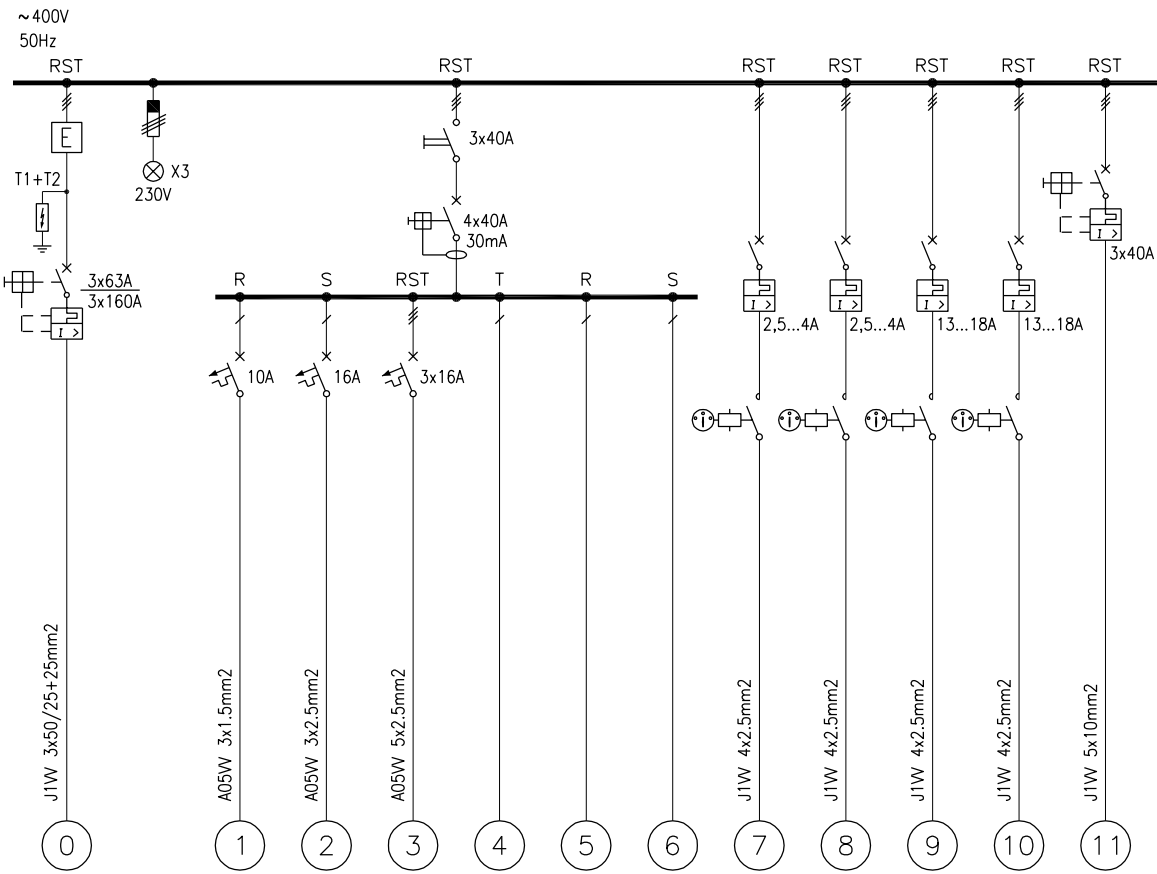 ~400V
50Hz
RST RST RST RST RST RST RST
E
3x40A
T1+T2
X3
230V
4x40A
30mA
3x40A
3x63A
3x160A
I >
I >
R S RST T R S
I > I > I > I >
2,5...4A 2,5...4A 13...18A 13...18A
10A 16A 3x16A
i i i i
J1W 3x50/25+25mm2
A05W 3x1.5mm2
A05W 3x2.5mm2
A05W 5x2.5mm2
J1W 4x2.5mm2
J1W 4x2.5mm2
J1W 4x2.5mm2
J1W 4x2.5mm2
J1W 5x10mm2
0 1 2 3 4 5 6 7 8 9 10 11